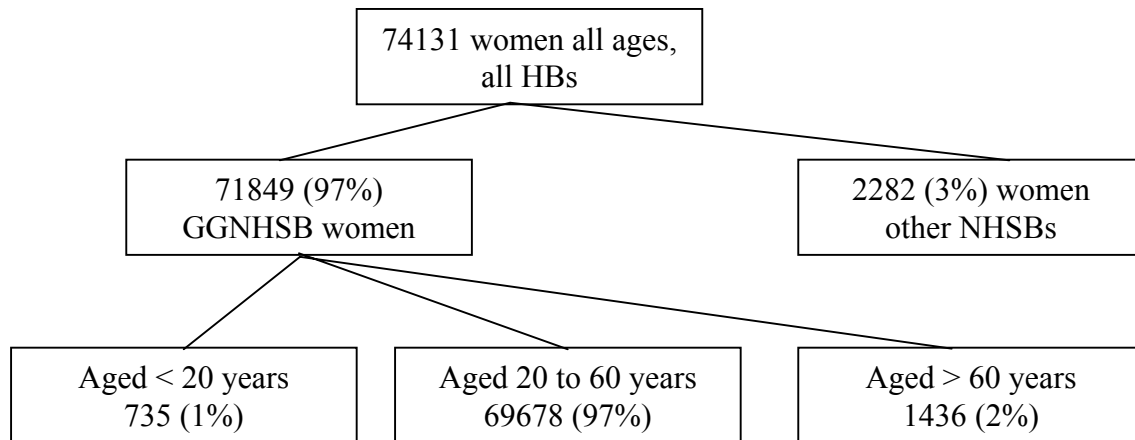 74131 women all ages,
all HBs
71849 (97%)
GGNHSB women
2282 (3%) women
other NHSBs
Aged < 20 years
735 (1%)
Aged 20 to 60 years
69678 (97%)
Aged > 60 years
1436 (2%)